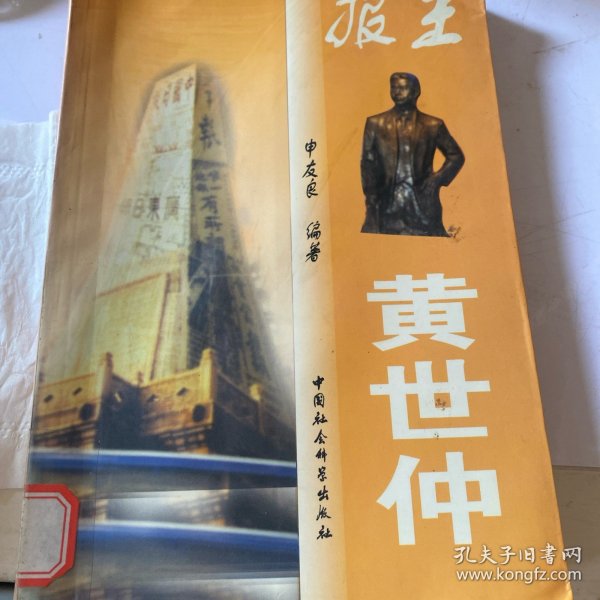 报王
黄世仲
申友良 编著
中国社会科学出版社
孔夫子旧书网
www.kongfz.com